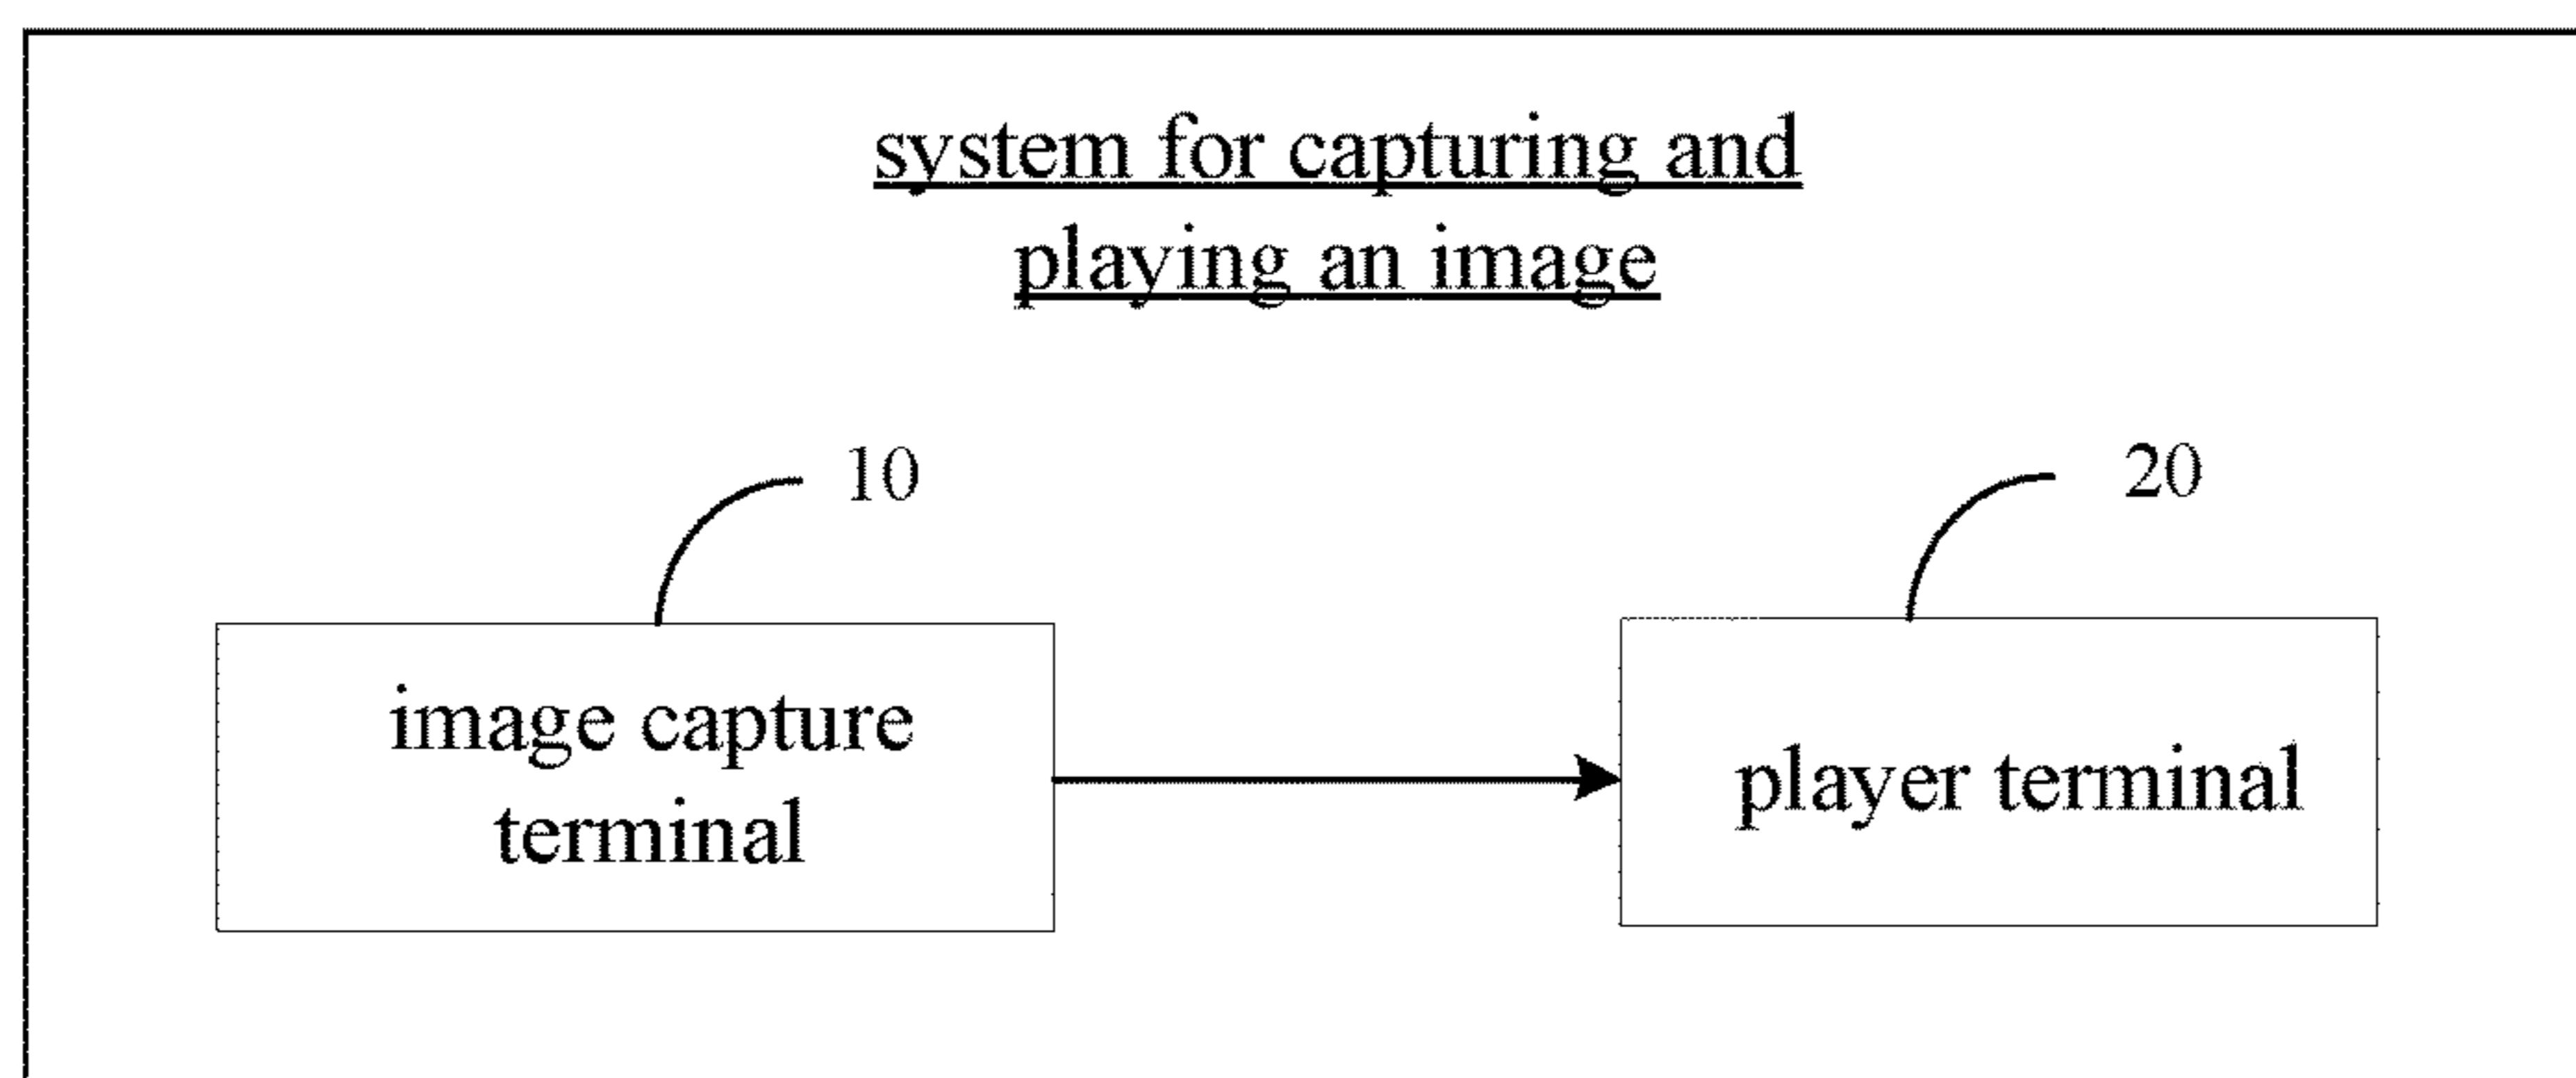 system for capturing and
playing an image
10
20
image capture
terminal
player terminal